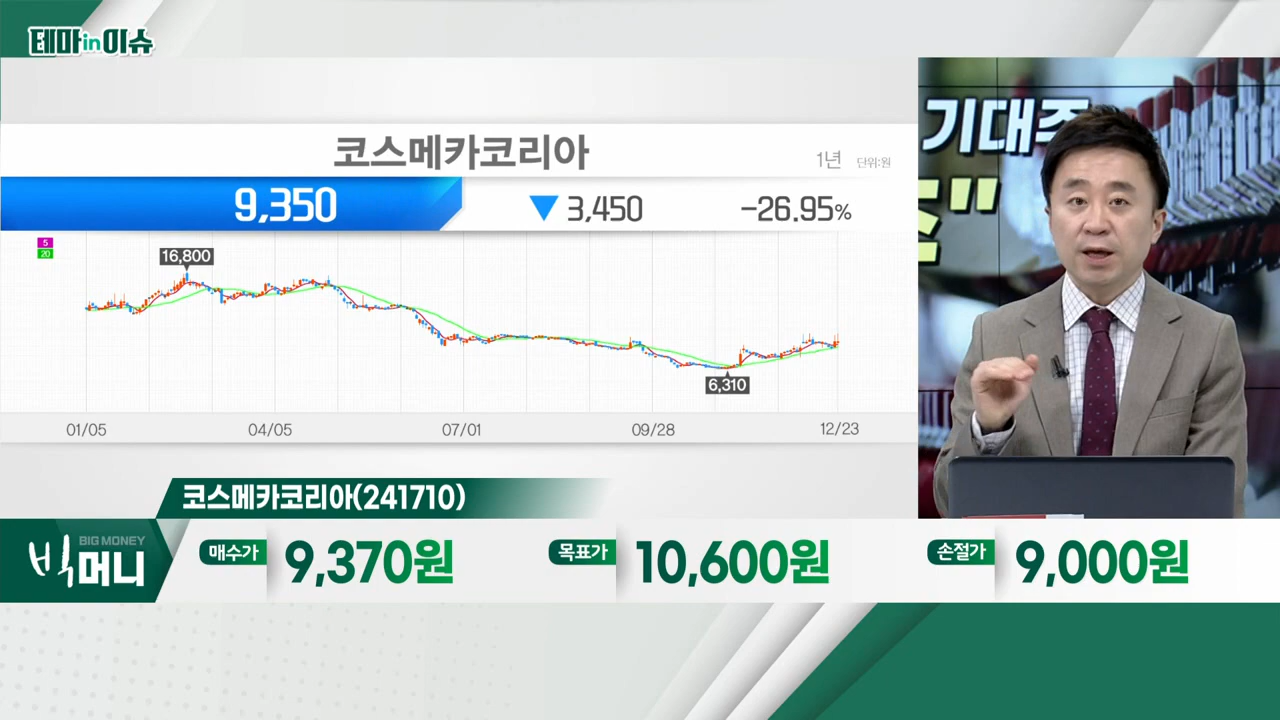 테마in이슈
기대주
"
코스메카코리아
1년 단위:원
9,350 ▼ 3,450 -26.95%
5
20
16,800
6,310
01/05 04/05 07/01 09/28 12/23
코스메카코리아(241710)
BIG MONEY
빅머니
매수가 9,370원 목표가 10,600원 손절가 9,000원